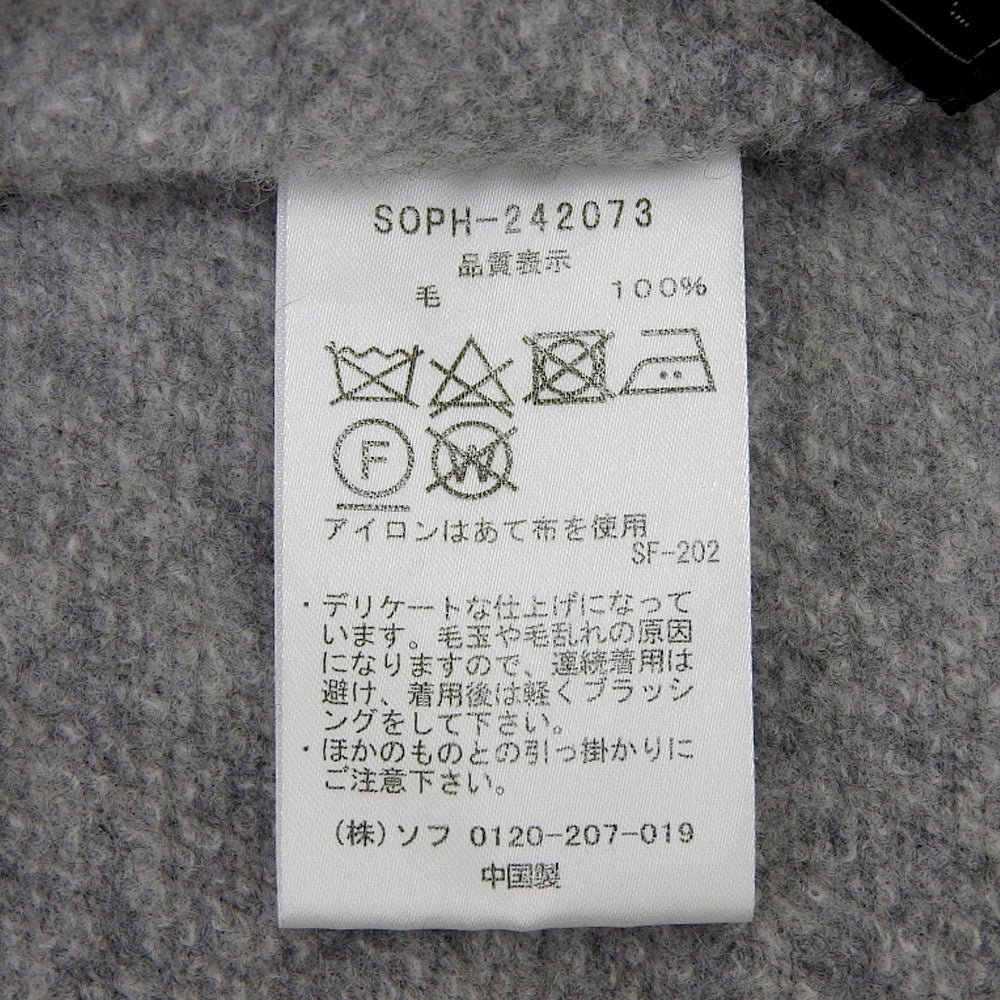 SOPH-242073
品質表示
毛 100%
F W
アイロンはあて布を使用
SF-202
・デリケートな仕上げになって
います。毛玉や毛乱れの原因
になりますので、連続着用は
避け、着用後は軽くブラッシ
ングをして下さい。
・ほかのものとの引っ掛かりに
ご注意下さい。
(株)ソフ 0120-207-019
中国製